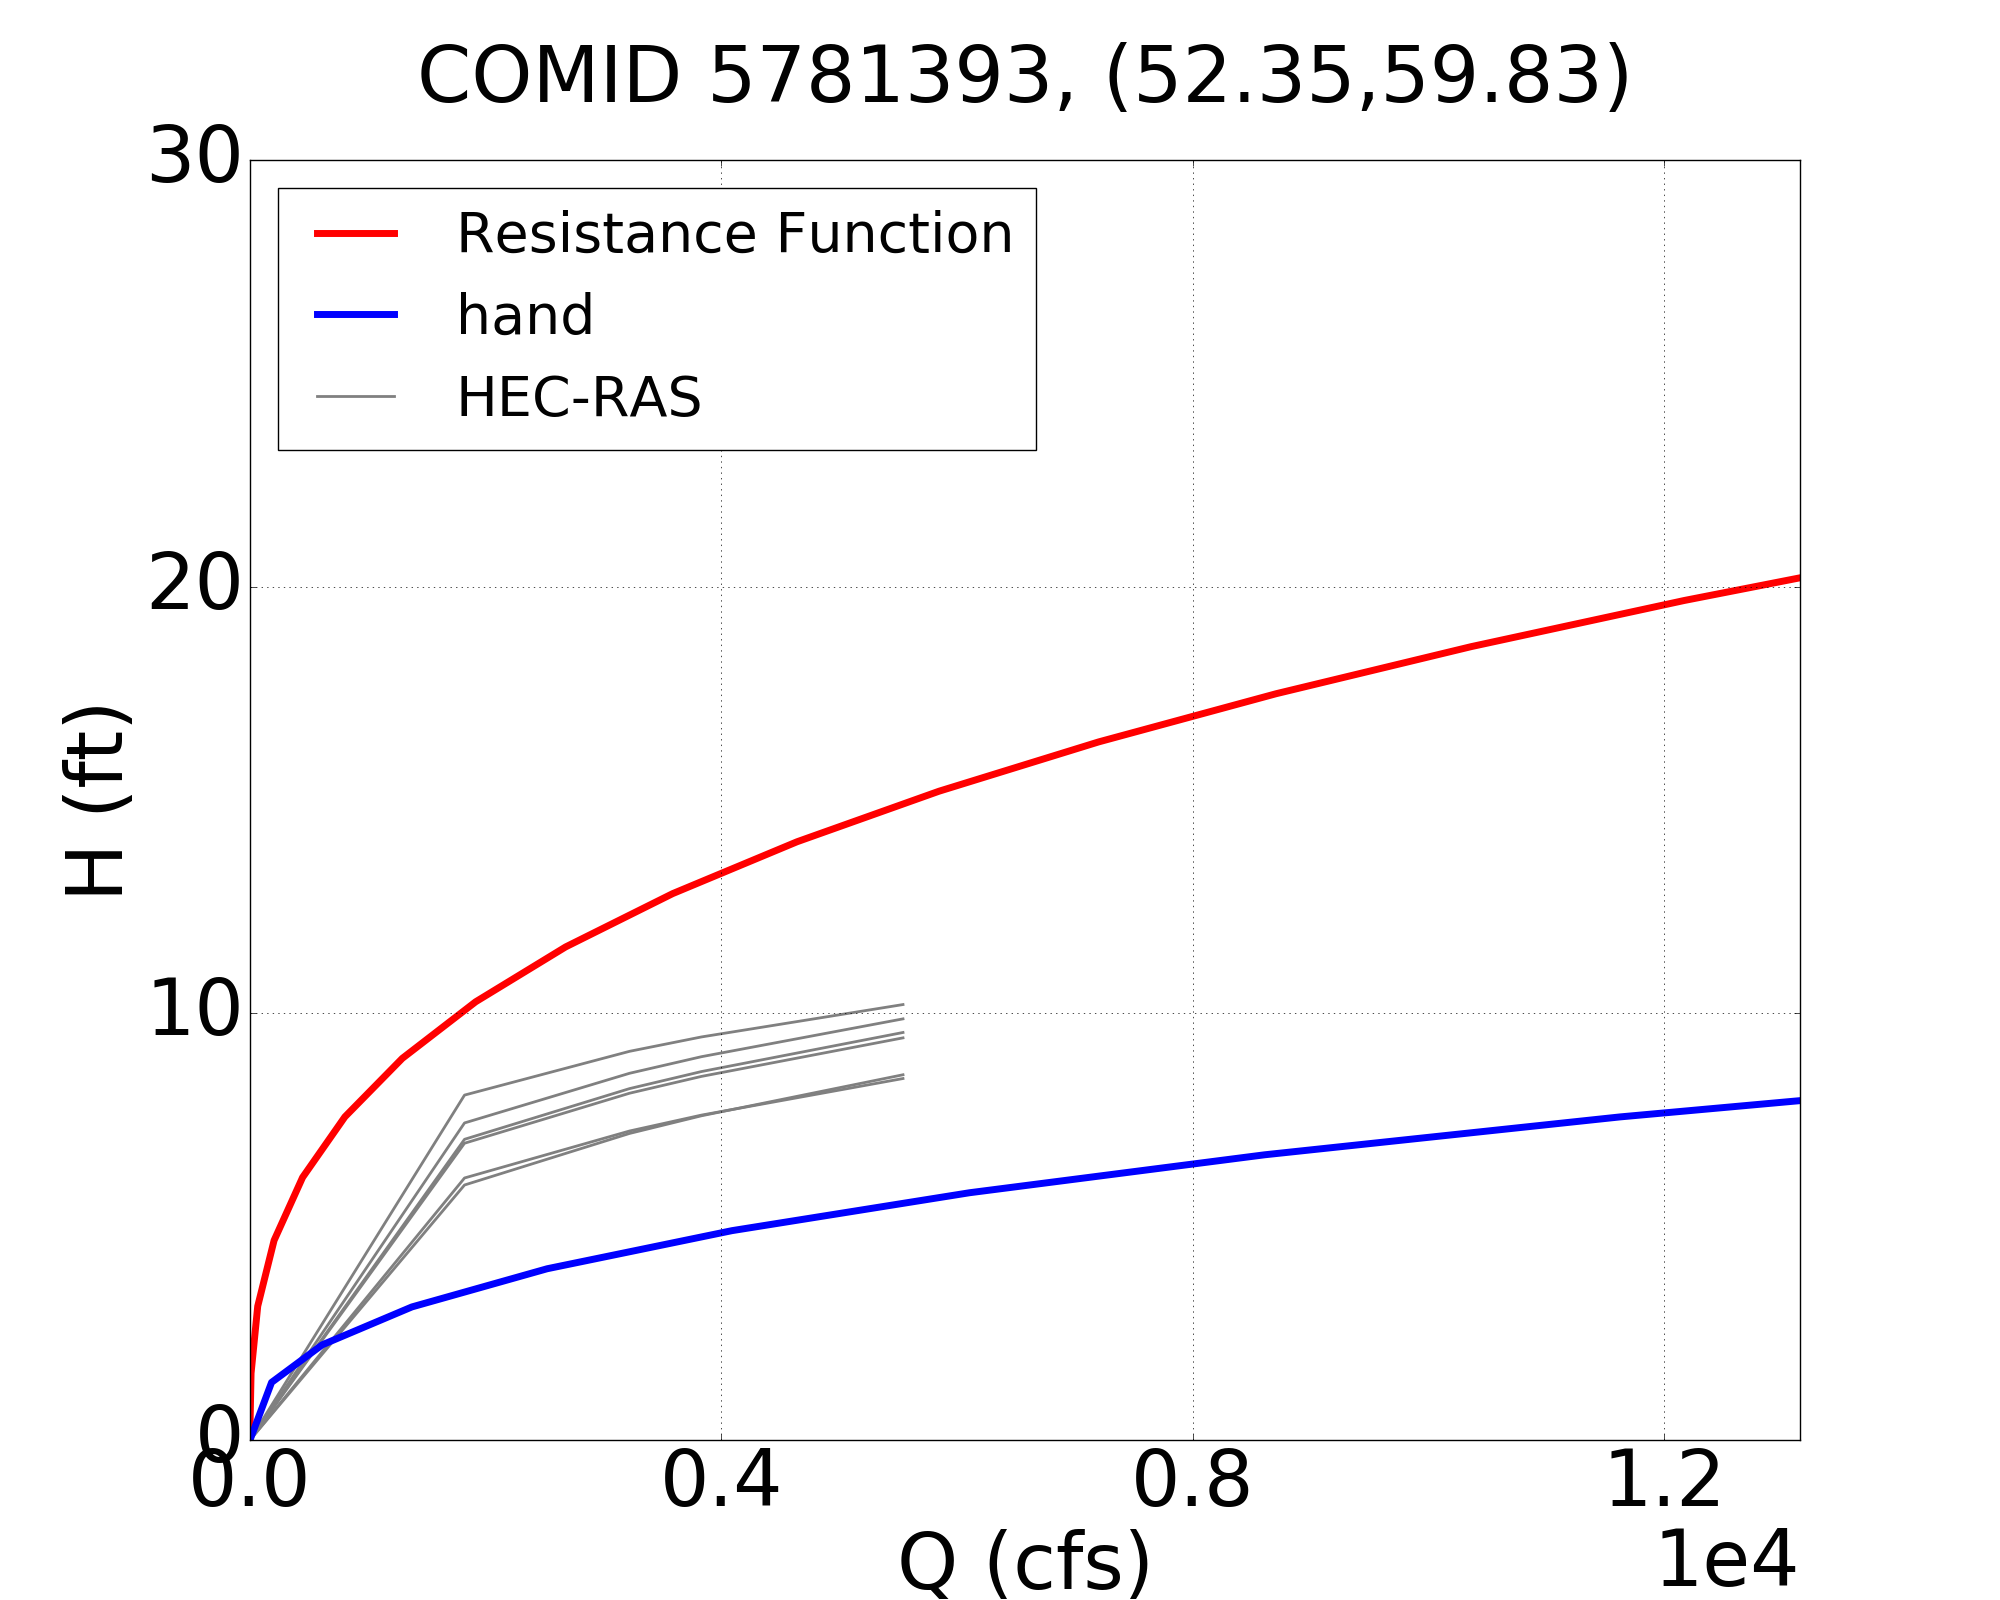 COMID 5781393, (52.35,59.83)
30
Resistance Function
hand
HEC-RAS
20
H (ft)
10
0
0.0 0.4 0.8 1.2
1e4
Q (cfs)